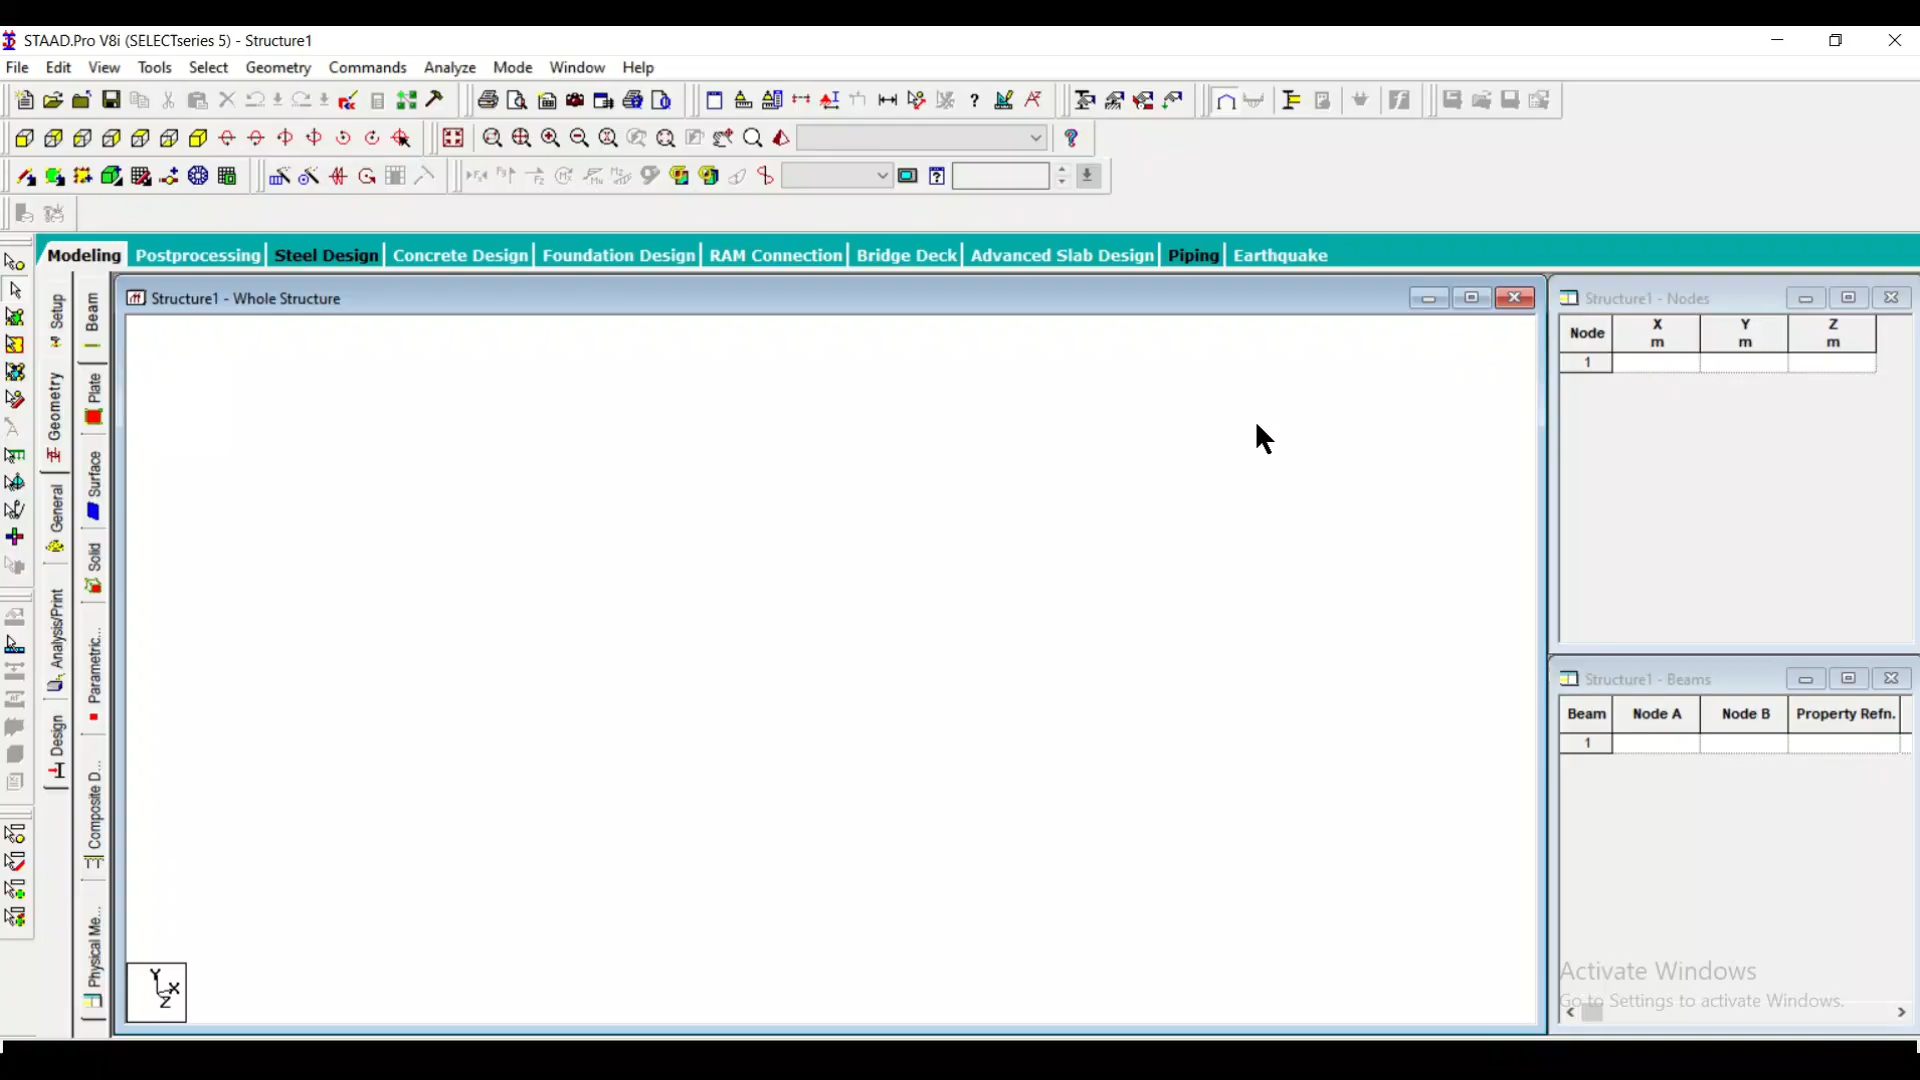 STAAD.Pro V8i (SELECTseries 5) - Structure1
File Edit View Tools Select Geometry Commands Analyze Mode Window Help
Modeling Postprocessing Steel Design Concrete Design Foundation Design RAM Connection Bridge Deck Advanced Slab Design Piping Earthquake
Setup
Geometry
General
Analysis/Print
Design
Beam
Plate
Surface
Solid
Parametric...
Composite D...
Physical Me...
Structure1 - Whole Structure
Y
X
Z
Structure1 - Nodes
Node X m Y m Z m
1
Structure1 - Beams
Beam Node A Node B Property Refn.
1
Activate Windows
Go to Settings to activate Windows.